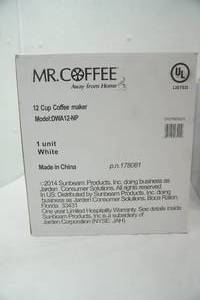 MR. COFFEE
Away from Home
UL
LISTED
12 Cup Coffee maker
Model:DWA12-NP
1 unit
White
Made in China
p.n.178081
©2014 Sunbeam Products, Inc. doing business as
Jarden Consumer Solutions. All rights reserved.
In US, distributed by Sunbeam Products, Inc. doing
business as Jarden Consumer Solutions, Boca Raton,
Florida 33431
One year Limited Hospitality Warranty. See details inside
Sunbeam Products, Inc is a subsidiary of
Jarden Corporation (NYSE: JAH)